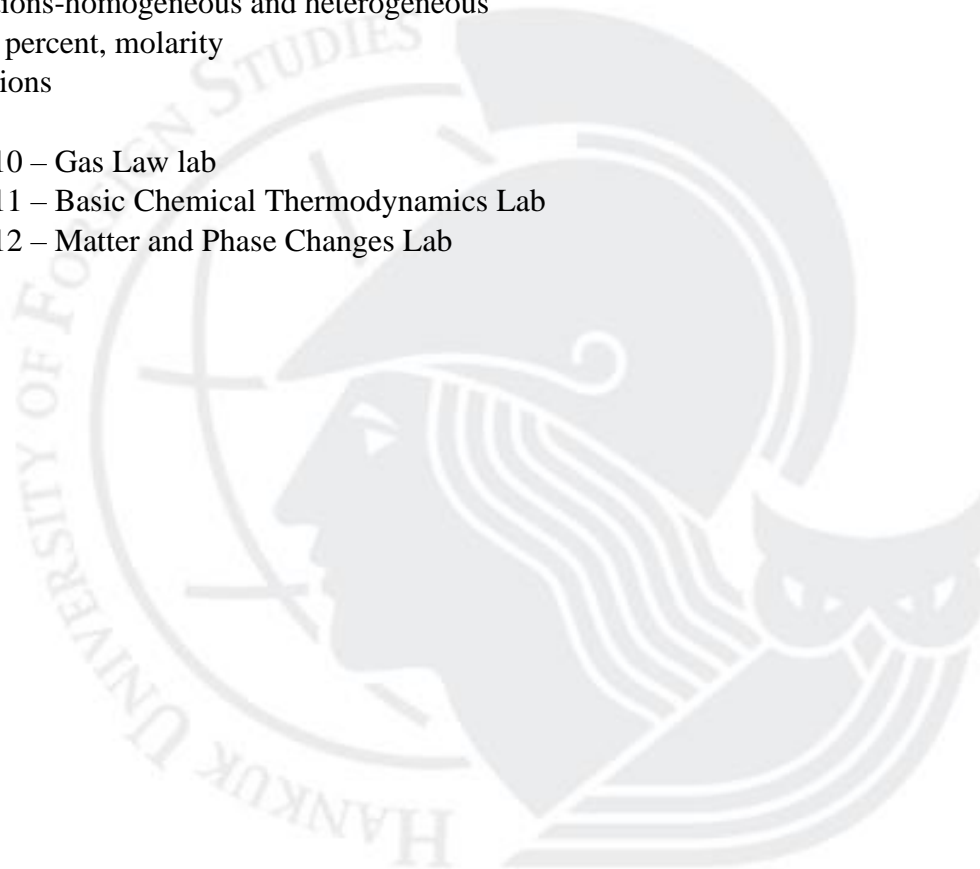 ions-homogeneous and heterogeneous
percent, molarity
ions
10 – Gas Law lab
11 – Basic Chemical Thermodynamics Lab
12 – Matter and Phase Changes Lab
HANKUK UNIVERSITY OF FOREIGN STUDIES